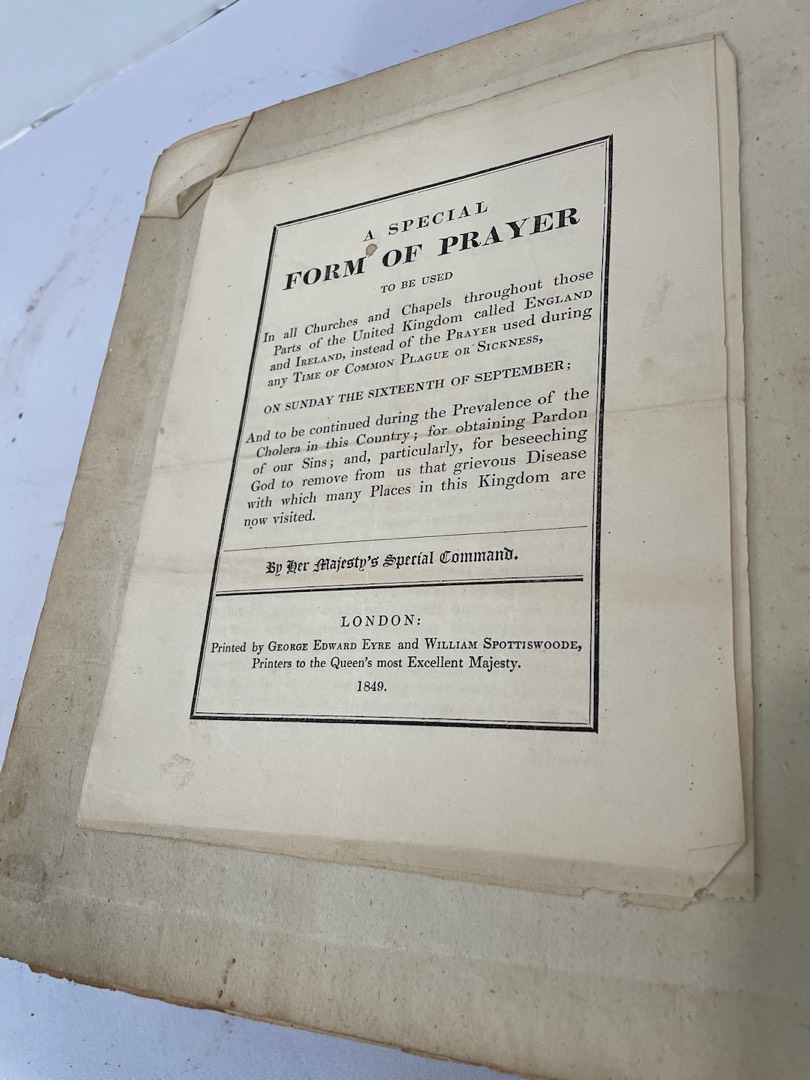 A SPECIAL
FORM OF PRAYER
TO BE USED
In all Churches and Chapels throughout those
Parts of the United Kingdom called ENGLAND
and IRELAND, instead of the PRAYER used during
any TIME OF COMMON PLAGUE OR SICKNESS,
ON SUNDAY THE SIXTEENTH OF SEPTEMBER;
And to be continued during the Prevalence of the
Cholera in this Country; for obtaining Pardon
of our Sins; and, particularly, for beseeching
God to remove from us that grievous Disease
with which many Places in this Kingdom are
now visited.
By Her Majesty's Special Command.
LONDON:
Printed by GEORGE EDWARD EYRE and WILLIAM SPOTTISWOODE,
Printers to the Queen's most Excellent Majesty.
1849.